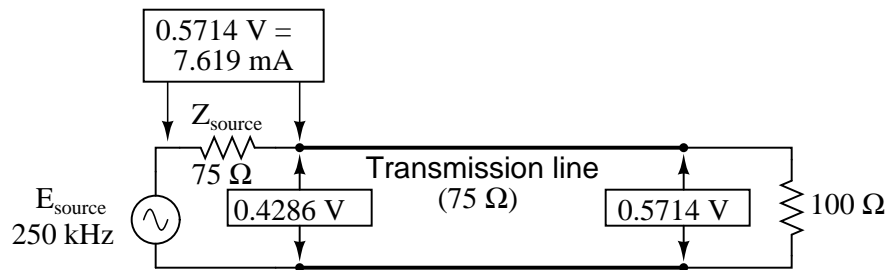 0.5714 V =
7.619 mA
Z_source
75 Ω
Transmission line
(75 Ω)
E_source
250 kHz
0.4286 V
0.5714 V
100 Ω